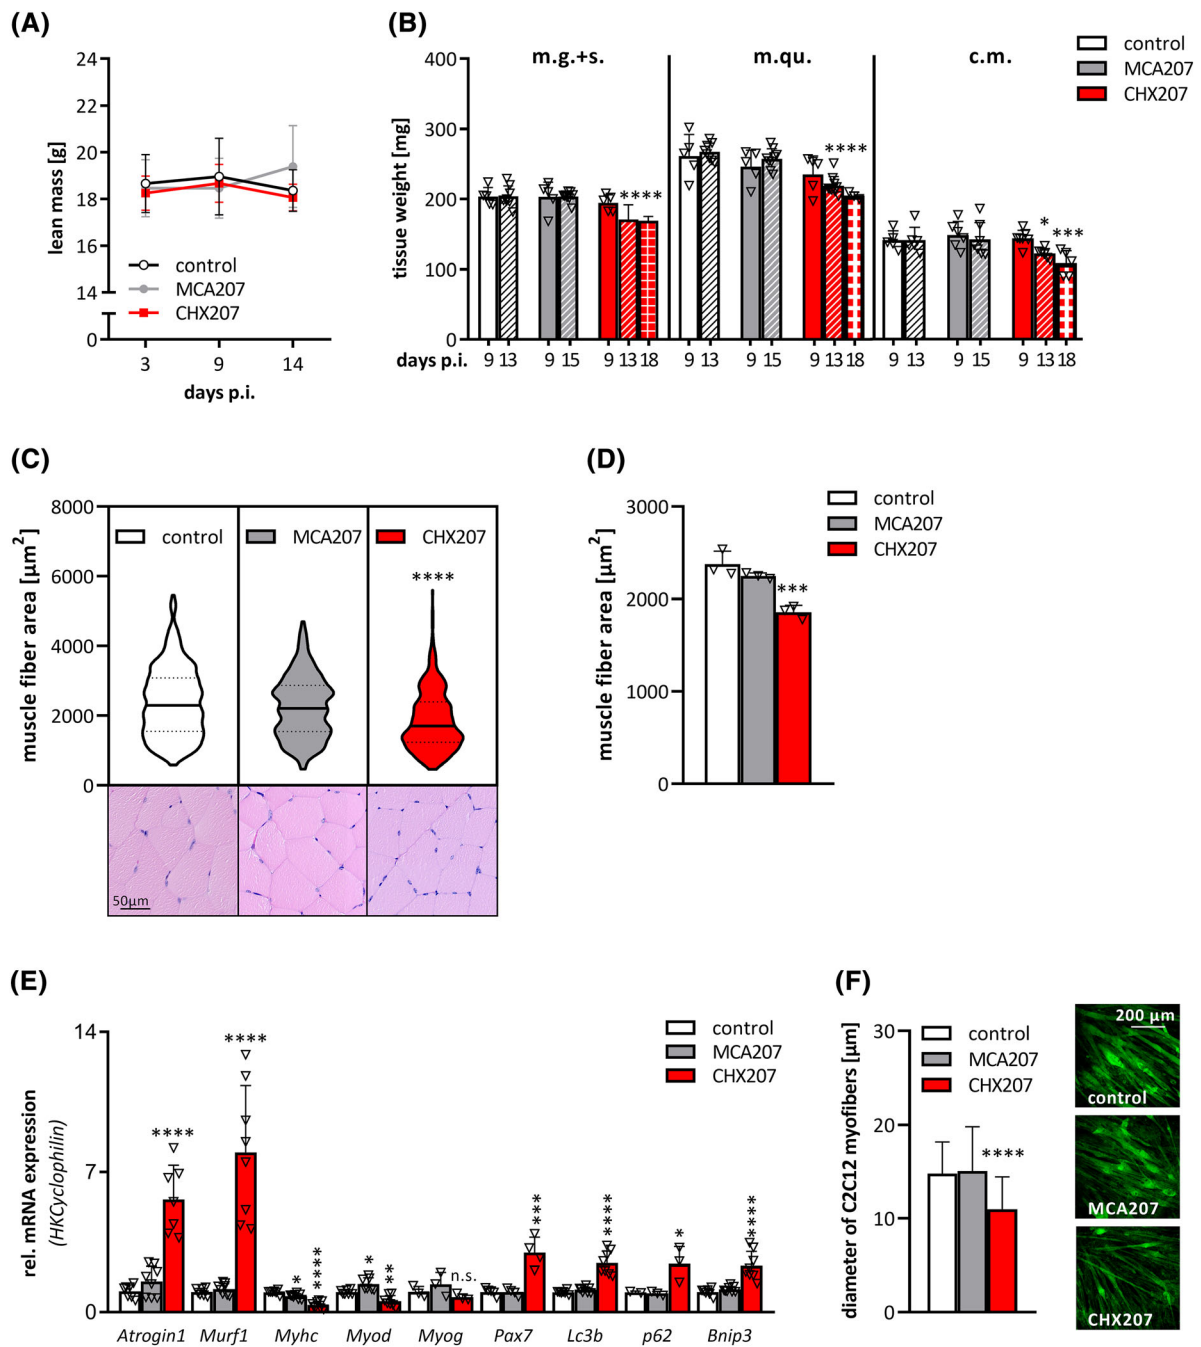 (A)
24
22
20
18
16
14
0
lean mass [g]
control
MCA207
CHX207
3 9 14
days p.i.
(B)
m.g.+s. m.qu. c.m.
control
MCA207
CHX207
400
300
200
100
0
tissue weight [mg]
****
****
*
***
days p.i. 9 13 9 15 9 13 18 9 13 9 15 9 13 18 9 13 9 15 9 13 18
(C)
8000
6000
4000
2000
0
muscle fiber area [µm²]
control MCA207 CHX207
****
50µm
(D)
3000
2000
1000
0
muscle fiber area [µm²]
control
MCA207
CHX207
***
(E)
14
7
0
rel. mRNA expression
(HKCyclophilin)
control
MCA207
CHX207
****
****
*
****
*
**
n.s.
***
****
*
****
Atrogin1 Murf1 Myhc Myod Myog Pax7 Lc3b p62 Bnip3
(F)
30
20
10
0
diameter of C2C12 myofibers [µm]
control
MCA207
CHX207
****
200 µm
control
MCA207
CHX207